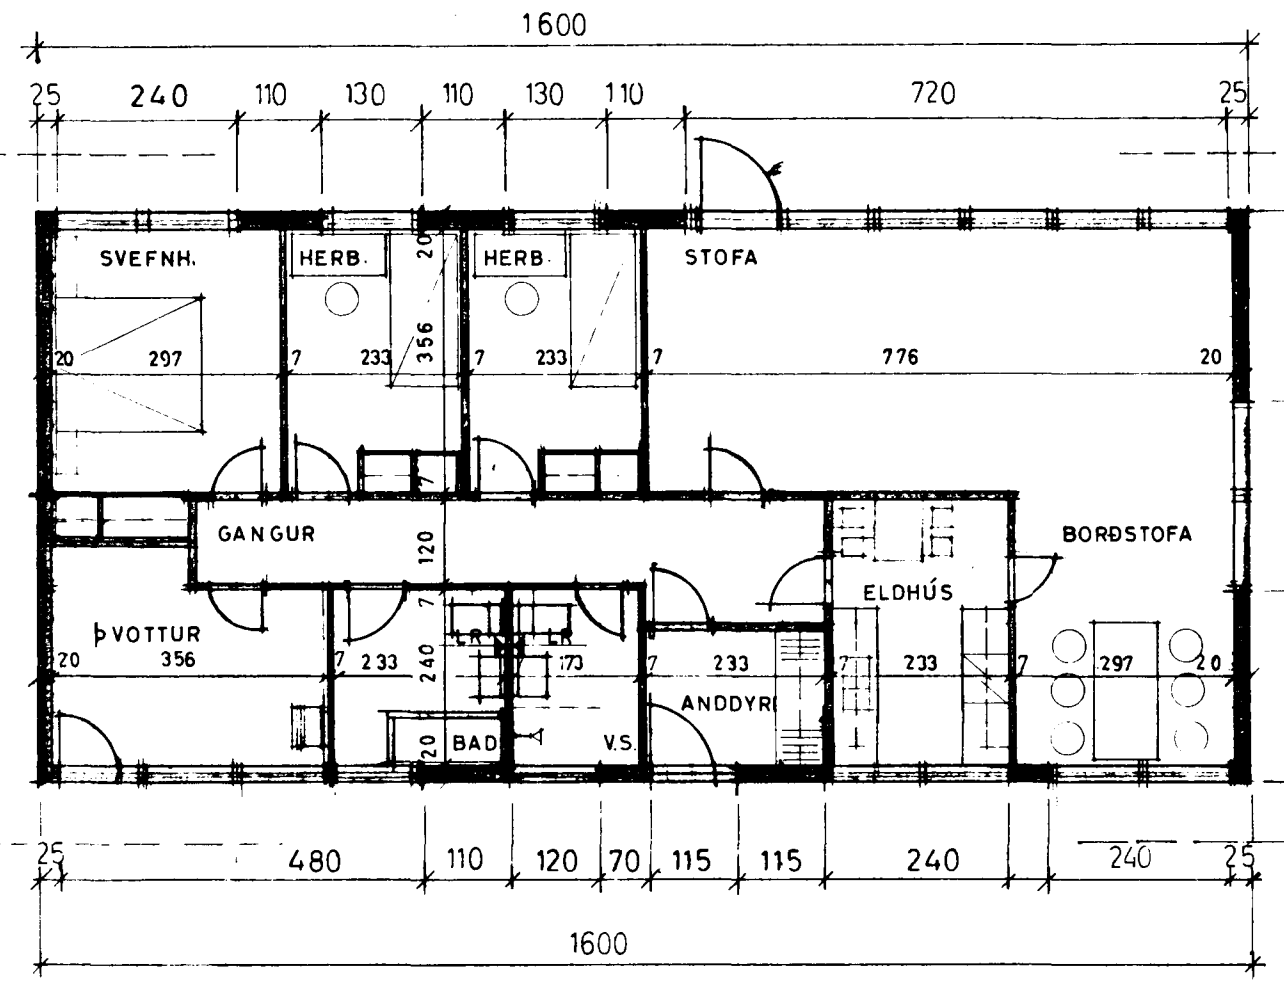 1600
25 240 110 130 110 130 110 720 25
SVEFNH. HERB. 20 HERB. STOFA
20 297 7 233 356 7 233 7 776 20
7
GANGUR 120 BORÐSTOFA
ELDHÚS
7
ÞVOTTUR LR LR
20 356 7 233 240 173 7 233 7 233 7 297 20
ANDDYRI
20 BAD V.S.
25 480 110 120 70 115 115 240 240 25
1600